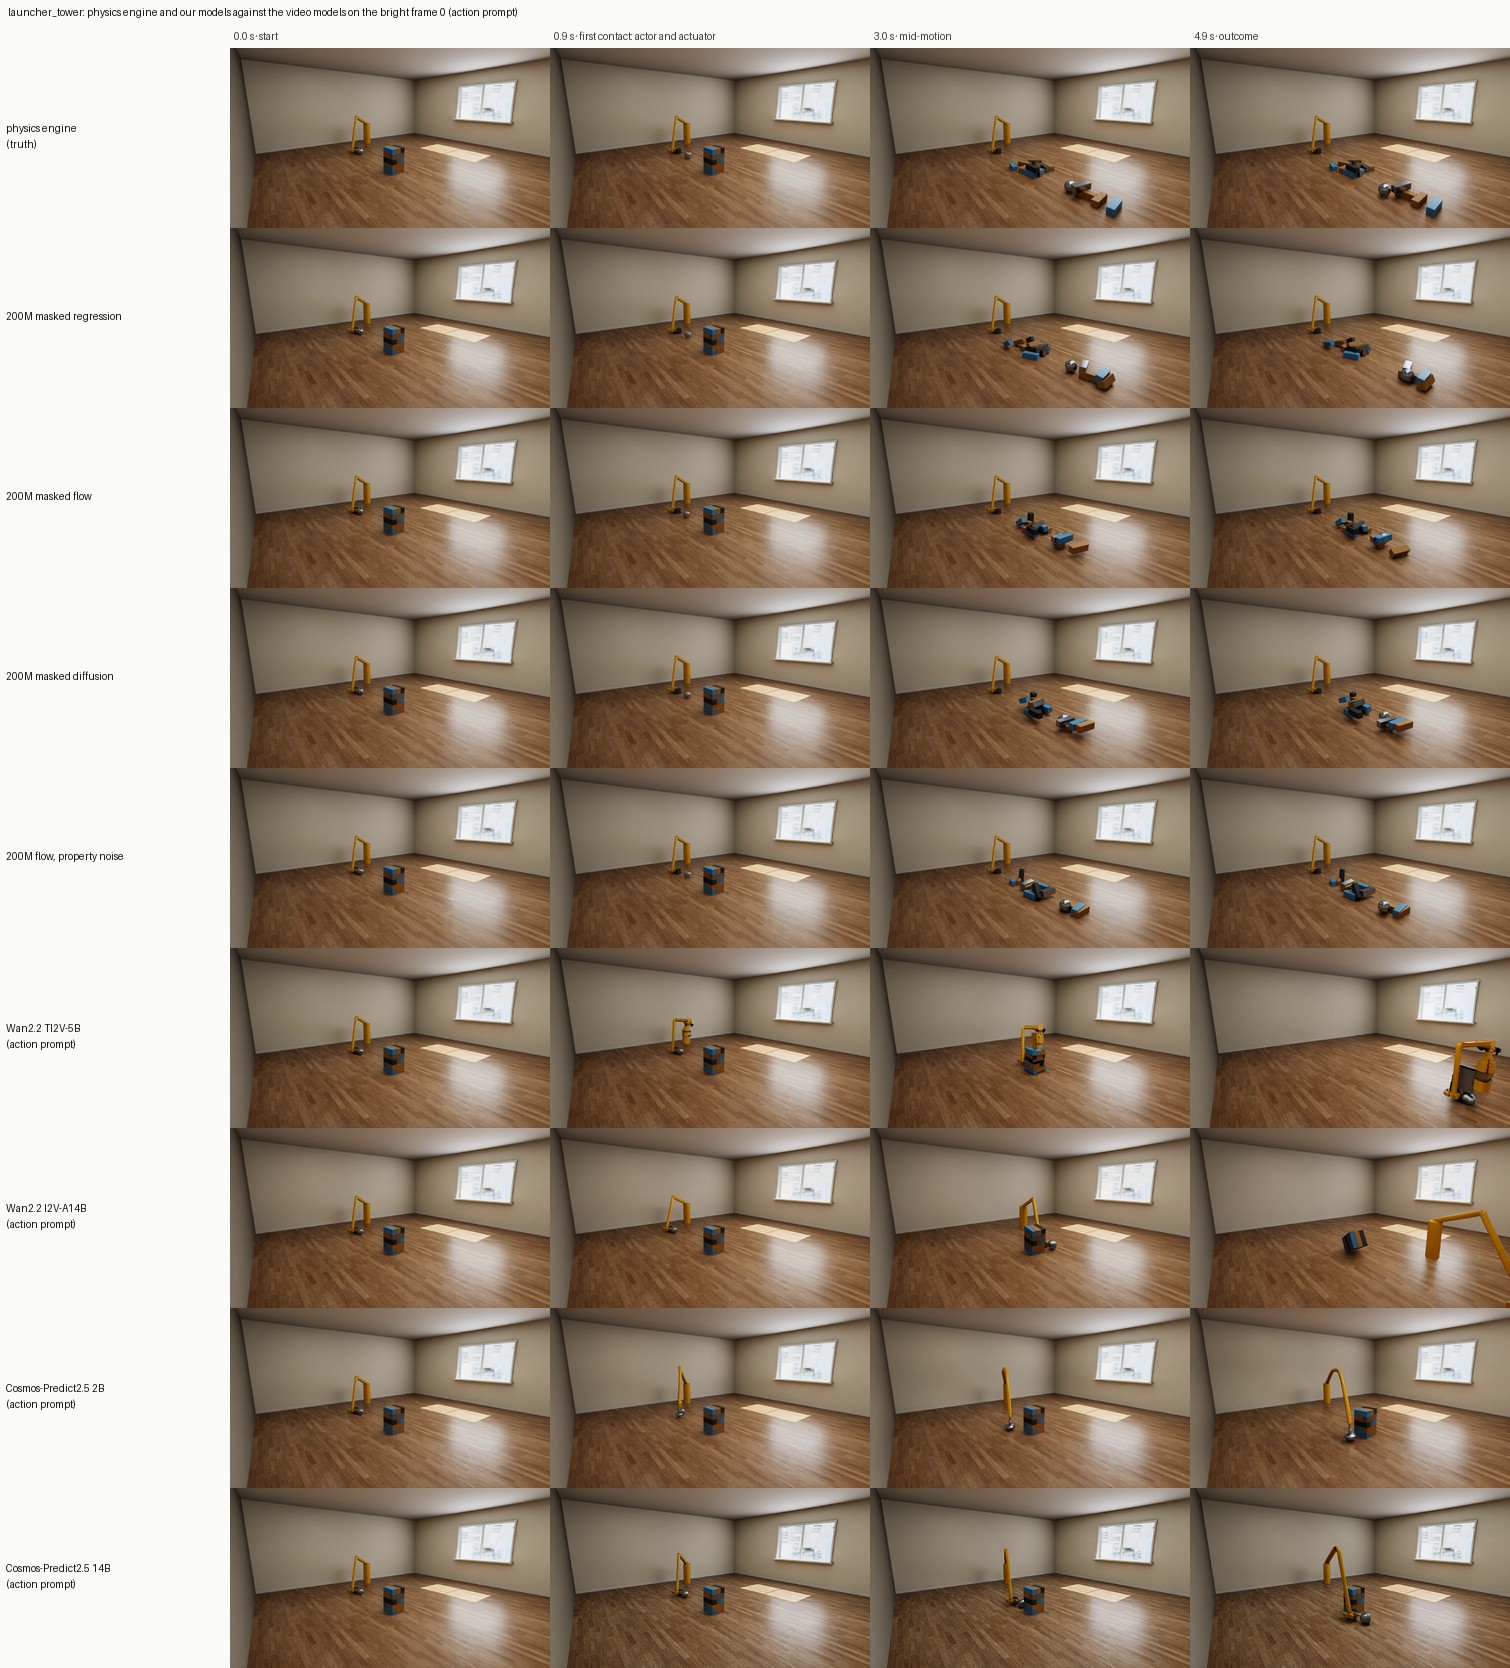 launcher_tower: physics engine and our models against the video models on the bright frame 0 (action prompt)
0.0 s · start
0.9 s · first contact: actor and actuator
3.0 s · mid-motion
4.9 s · outcome
physics engine
(truth)
200M masked regression
200M masked flow
200M masked diffusion
200M flow, property noise
Wan2.2 TI2V-5B
(action prompt)
Wan2.2 I2V-A14B
(action prompt)
Cosmos-Predict2.5 2B
(action prompt)
Cosmos-Predict2.5 14B
(action prompt)